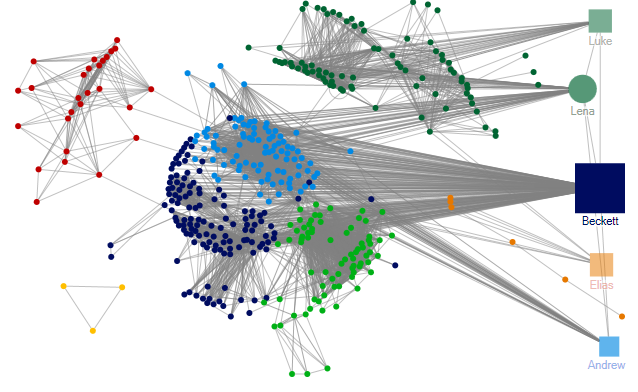 Luke
Lena
Beckett
Elias
Andrew